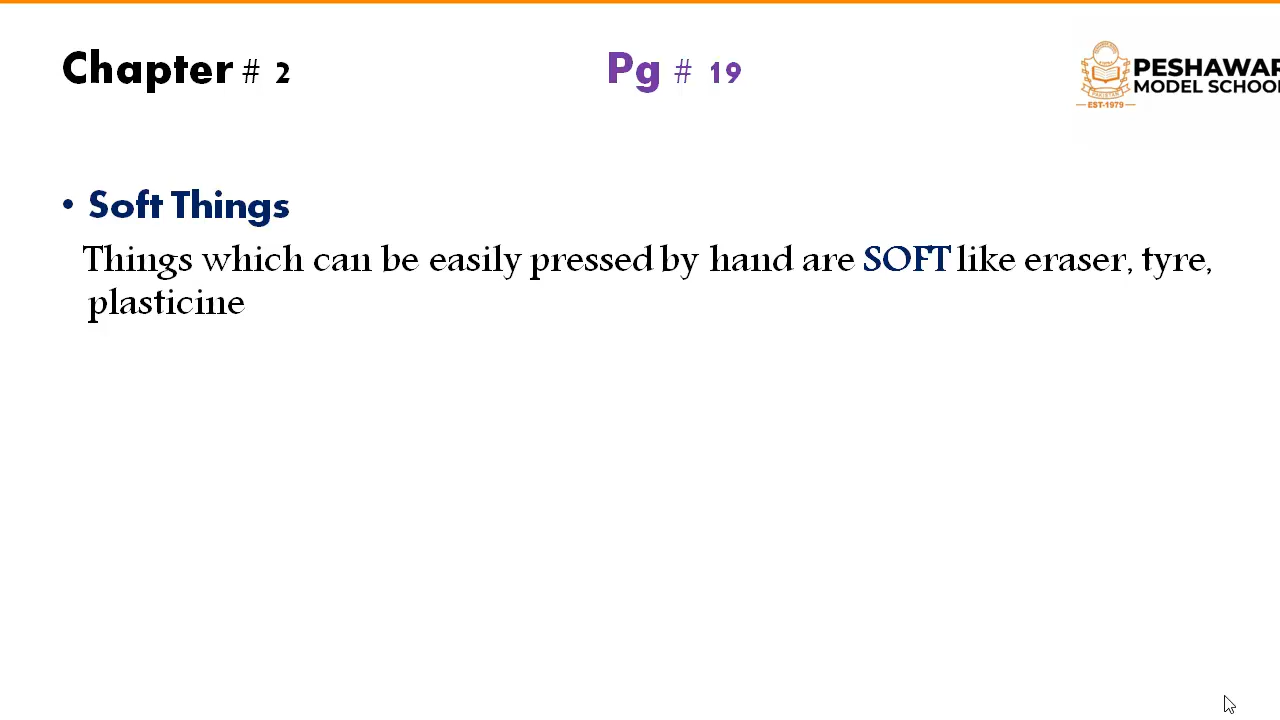 Chapter # 2
Pg # 19
PESHAWAR
MODEL SCHOOL
EST-1979
• Soft Things
Things which can be easily pressed by hand are SOFT like eraser, tyre,
plasticine